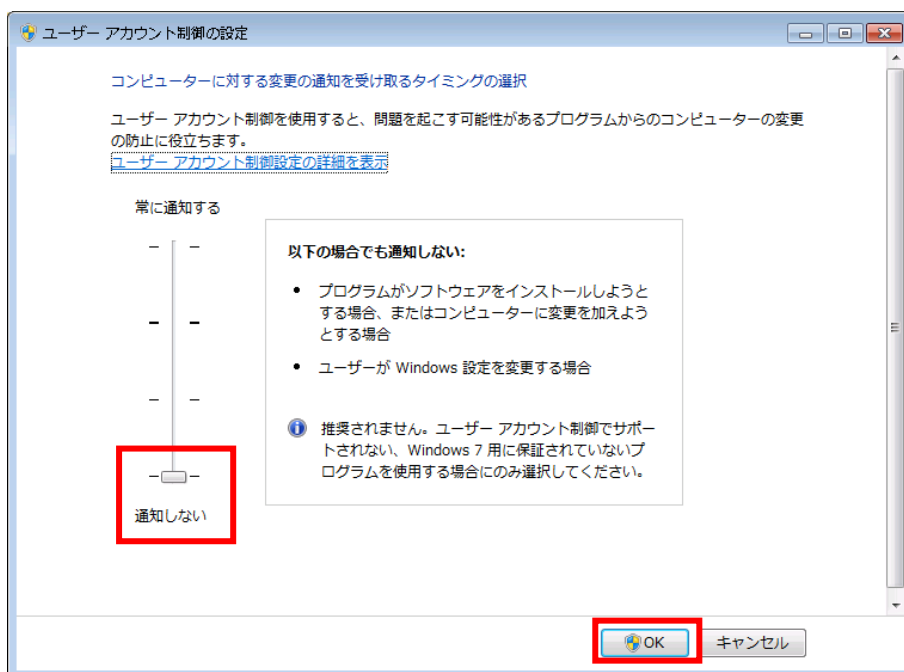 ユーザー アカウント制御の設定
コンピューターに対する変更の通知を受け取るタイミングの選択
ユーザー アカウント制御を使用すると、問題を起こす可能性があるプログラムからのコンピューターの変更
の防止に役立ちます。
ユーザー アカウント制御設定の詳細を表示
常に通知する
以下の場合でも通知しない:
• プログラムがソフトウェアをインストールしようと
する場合、またはコンピューターに変更を加えよう
とする場合
• ユーザーが Windows 設定を変更する場合
推奨されません。ユーザー アカウント制御でサポー
トされない、Windows 7 用に保証されていないプ
ログラムを使用する場合にのみ選択してください。
通知しない
OK
キャンセル